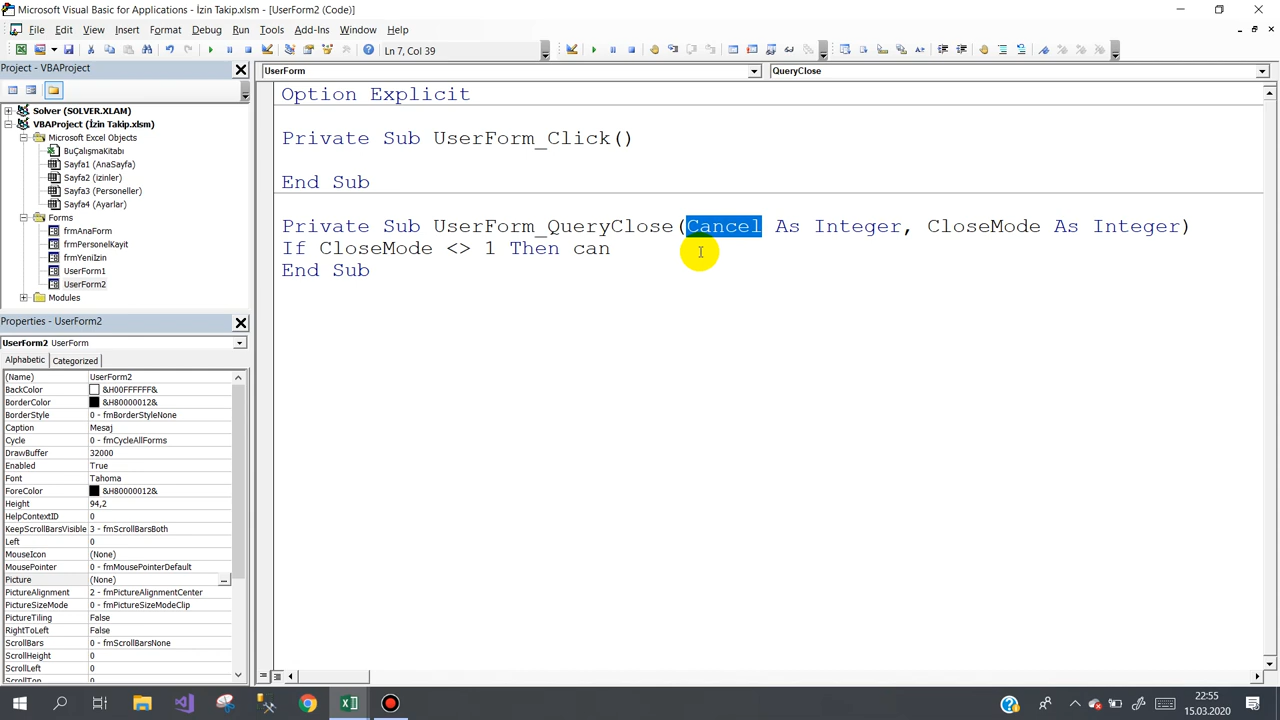 Microsoft Visual Basic for Applications - İzin Takip.xlsm - [UserForm2 (Code)]
File Edit View Insert Format Debug Run Tools Add-Ins Window Help
Ln 7, Col 39
Project - VBAProject
UserForm QueryClose
Solver (SOLVER.XLAM)
VBAProject (İzin Takip.xlsm)
Microsoft Excel Objects
BuÇalışmaKitabı
Sayfa1 (AnaSayfa)
Sayfa2 (izinler)
Sayfa3 (Personeller)
Sayfa4 (Ayarlar)
Forms
frmAnaForm
frmPersonelKayit
frmYeniIzin
UserForm1
UserForm2
Modules
Option Explicit
Private Sub UserForm_Click()
End Sub
Private Sub UserForm_QueryClose(Cancel As Integer, CloseMode As Integer)
If CloseMode <> 1 Then can
End Sub
Properties - UserForm2
UserForm2 UserForm
Alphabetic Categorized
(Name) UserForm2
BackColor &H00FFFFFF&
BorderColor &H80000012&
BorderStyle 0 - fmBorderStyleNone
Caption Mesaj
Cycle 0 - fmCycleAllForms
DrawBuffer 32000
Enabled True
Font Tahoma
ForeColor &H80000012&
Height 94,2
HelpContextID 0
KeepScrollBarsVisible 3 - fmScrollBarsBoth
Left 0
MouseIcon (None)
MousePointer 0 - fmMousePointerDefault
Picture (None) ...
PictureAlignment 2 - fmPictureAlignmentCenter
PictureSizeMode 0 - fmPictureSizeModeClip
PictureTiling False
RightToLeft False
ScrollBars 0 - fmScrollBarsNone
ScrollHeight 0
ScrollLeft 0
ScrollTop 0
22:55
15.03.2020